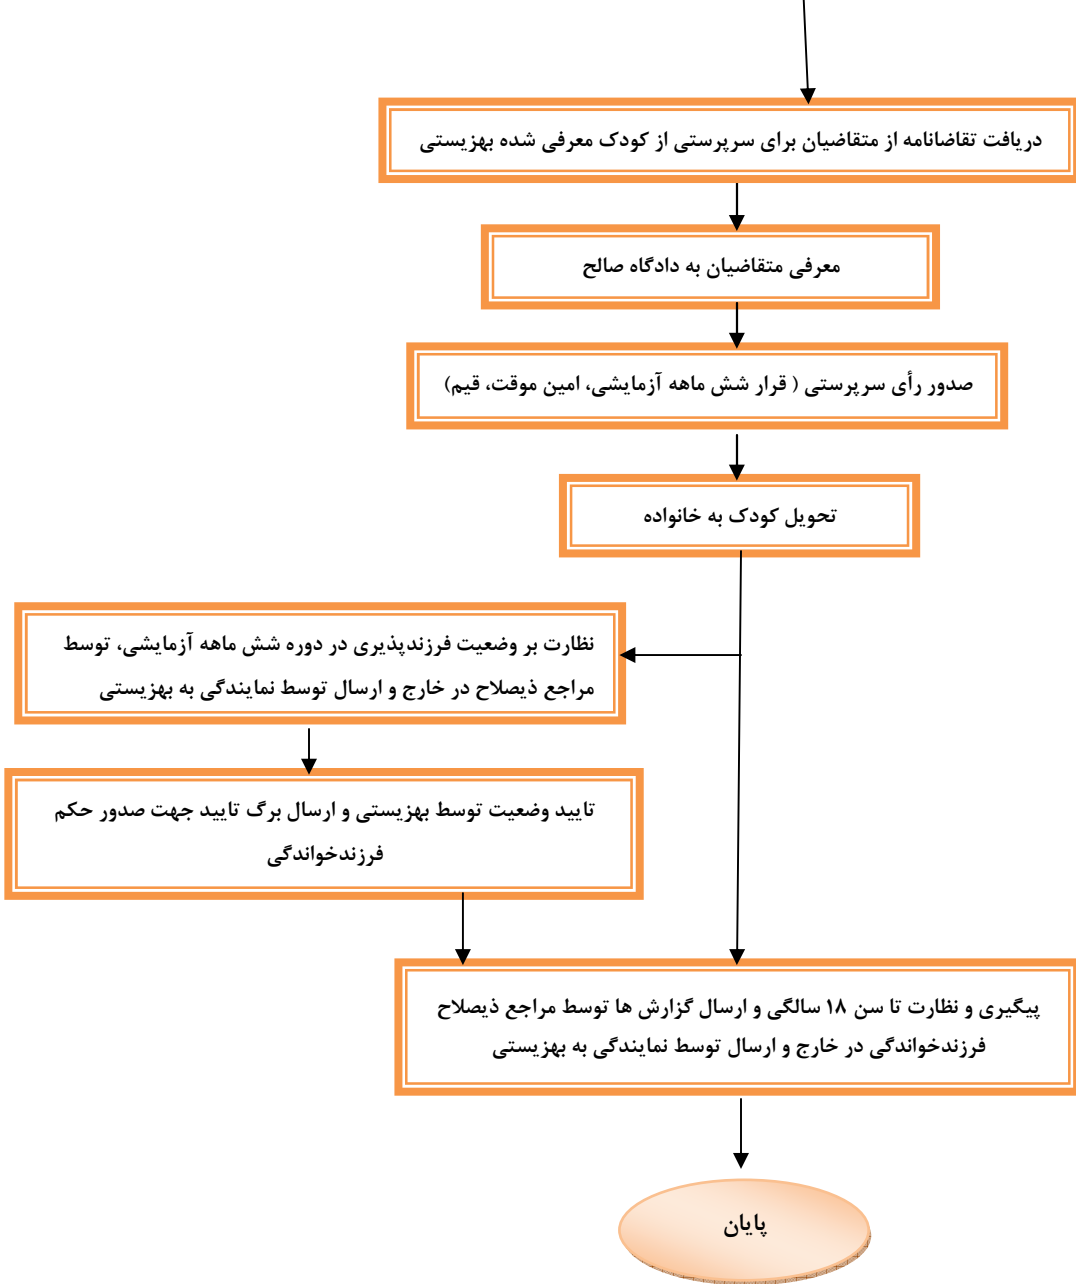 دریافت تقاضانامه از متقاضیان برای سرپرستی از کودک معرفی شده بهزیستی
معرفی متقاضیان به دادگاه صالح
صدور رأی سرپرستی ( قرار شش ماهه آزمایشی، امین موقت، قیم)
تحویل کودک به خانواده
نظارت بر وضعیت فرزندپذیری در دوره شش ماهه آزمایشی، توسط
مراجع ذیصلاح در خارج و ارسال توسط نمایندگی به بهزیستی
تایید وضعیت توسط بهزیستی و ارسال برگ تایید جهت صدور حکم
فرزندخواندگی
پیگیری و نظارت تا سن ۱۸ سالگی و ارسال گزارش ها توسط مراجع ذیصلاح
فرزندخواندگی در خارج و ارسال توسط نمایندگی به بهزیستی
پایان